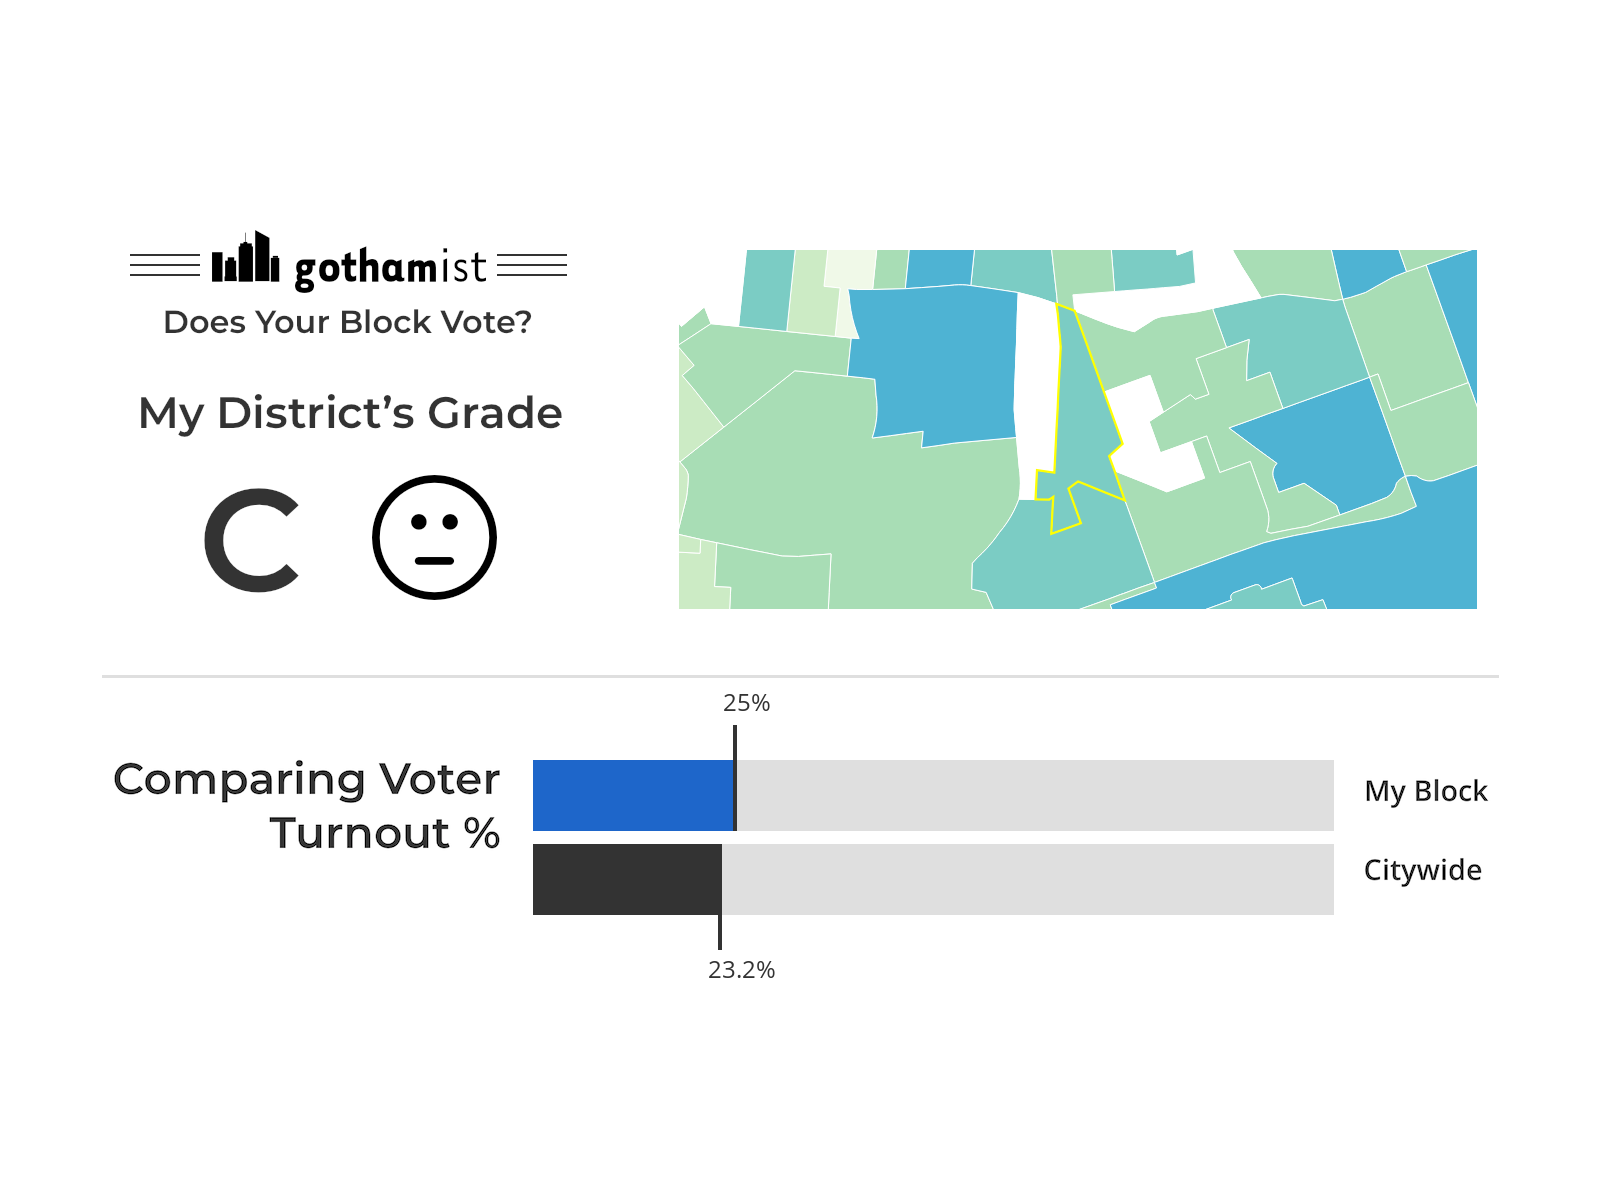 gothamist
Does Your Block Vote?
My District's Grade
C
25%
Comparing Voter
Turnout %
My Block
Citywide
23.2%